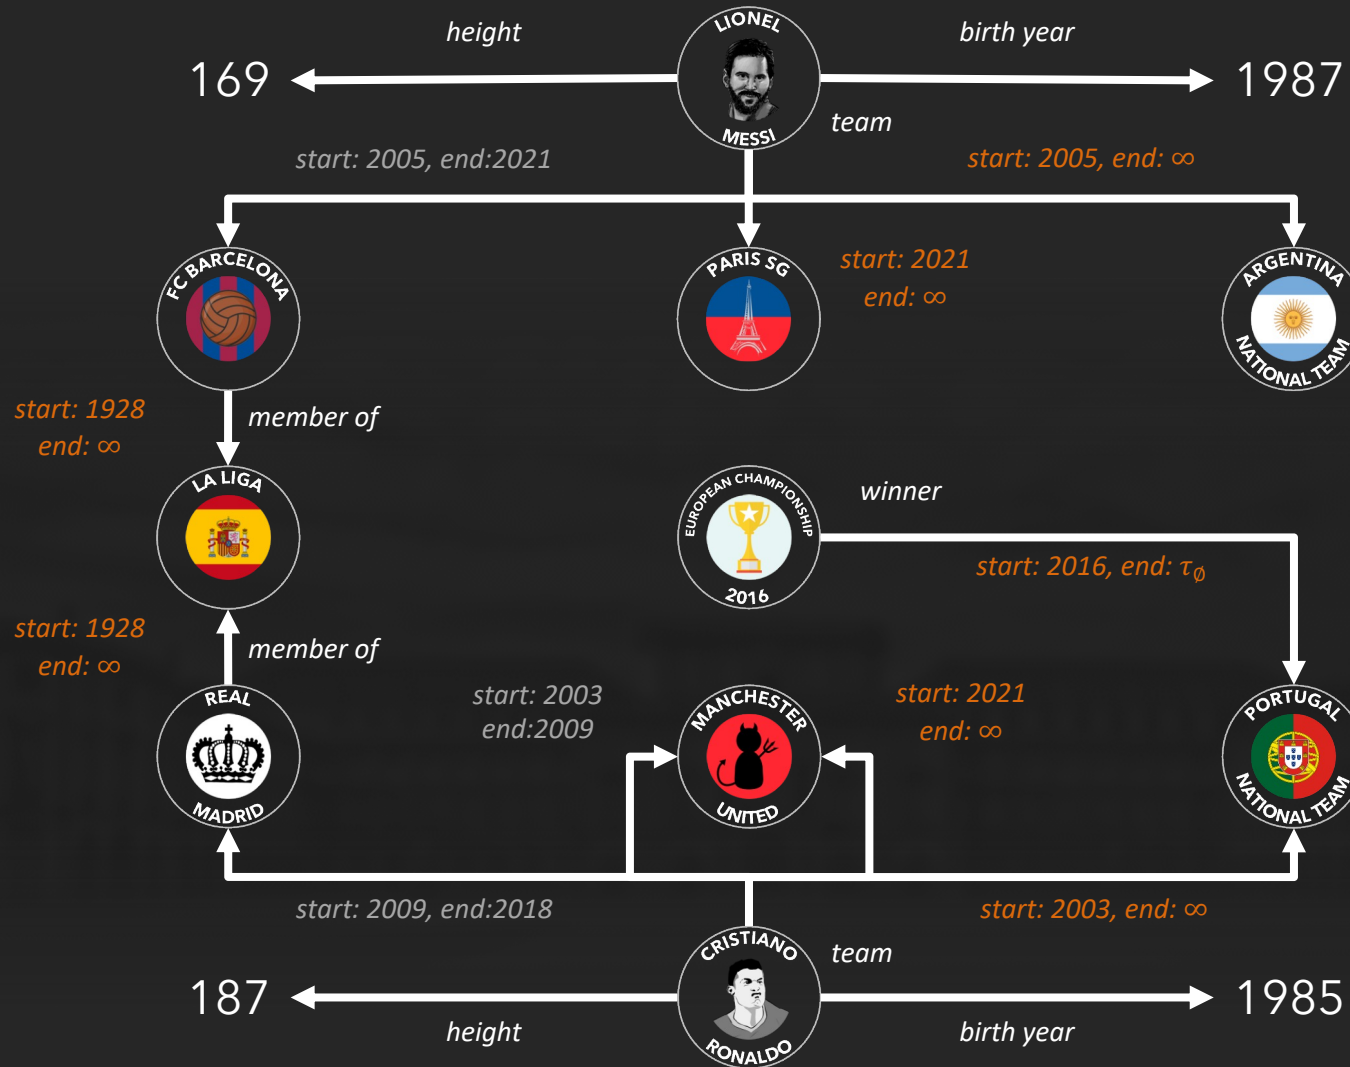 LIONEL
MESSI
height
birth year
169
1987
team
start: 2005, end:2021
start: 2005, end: ∞
FC BARCELONA
PARIS SG
start: 2021
end: ∞
ARGENTINA
NATIONAL TEAM
start: 1928
end: ∞
member of
LA LIGA
EUROPEAN CHAMPIONSHIP
2016
winner
start: 2016, end: τ∅
start: 1928
end: ∞
member of
REAL
MADRID
start: 2003
end:2009
MANCHESTER
UNITED
start: 2021
end: ∞
PORTUGAL
NATIONAL TEAM
start: 2009, end:2018
start: 2003, end: ∞
CRISTIANO
RONALDO
team
187
1985
height
birth year